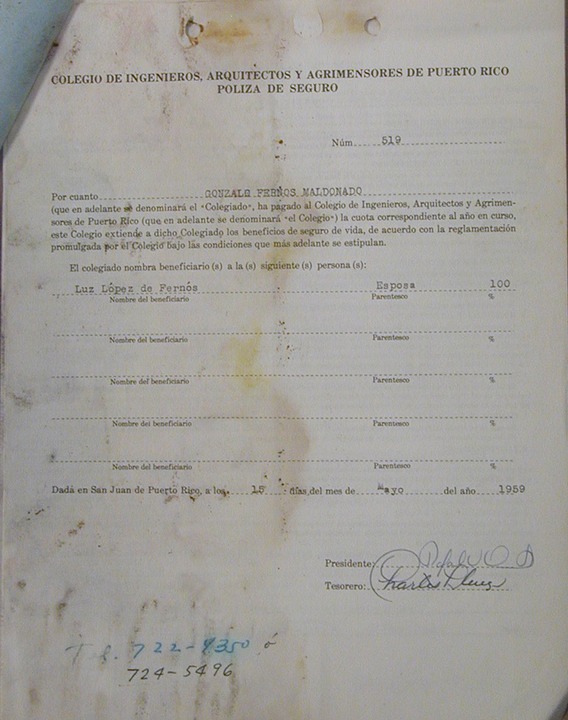 COLEGIO DE INGENIEROS, ARQUITECTOS Y AGRIMENSORES DE PUERTO RICO
POLIZA DE SEGURO
Núm. 519
Por cuanto GONZALO FERNOS MALDONADO
(que en adelante se denominará el "Colegiado", ha pagado al Colegio de Ingenieros, Arquitectos y Agrimen-
sores de Puerto Rico (que en adelante se denominará "el Colegio") la cuota correspondiente al año en curso,
este Colegio extiende a dicho Colegiado los beneficios de seguro de vida, de acuerdo con la reglamentación
promulgada por el Colegio bajo las condiciones que más adelante se estipulan.
El colegiado nombra beneficiario (s) a la (s) siguiente (s) persona (s):
Luz López de Fernós Esposa 100
Nombre del beneficiario Parentesco %
Nombre del beneficiario Parentesco %
Nombre del beneficiario Parentesco %
Nombre del beneficiario Parentesco %
Nombre del beneficiario Parentesco %
Dada en San Juan de Puerto Rico, a los 15 días del mes de Mayo del año 1959
Presidente:
Tesorero:
722-9350 ó
724-5496